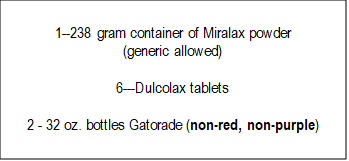 1--238 gram container of Miralax powder
(generic allowed)
6---Dulcolax tablets
2 - 32 oz. bottles Gatorade (non-red, non-purple)